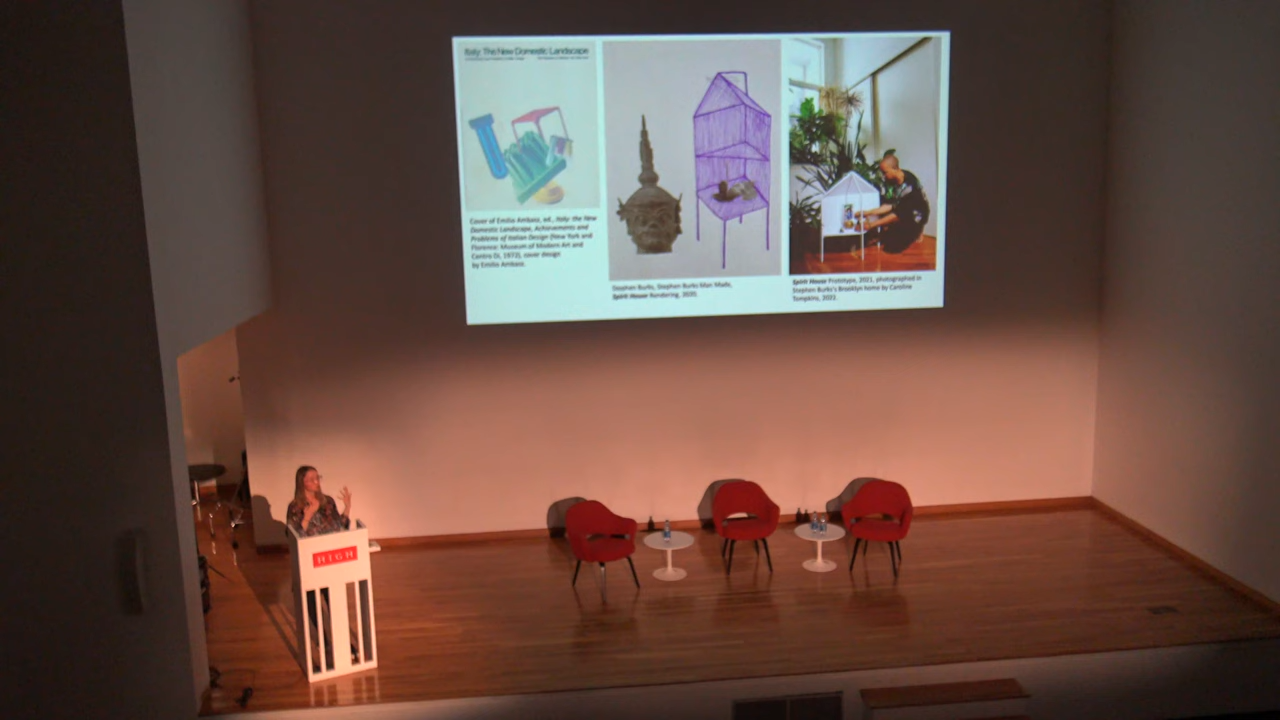 Italy: The New Domestic Landscape
Cover of Emilio Ambasz, ed., Italy: the New
Domestic Landscape, Achievements and
Problems of Italian Design (New York and
Florence: Museum of Modern Art and
Centro Di, 1972), cover design
by Emilio Ambasz.
Stephen Burks, Stephen Burks Man Made,
Spirit House Rendering, 2020.
Spirit House Prototype, 2021, photographed in
Stephen Burks's Brooklyn home by Caroline
Tompkins, 2022.
HIGH